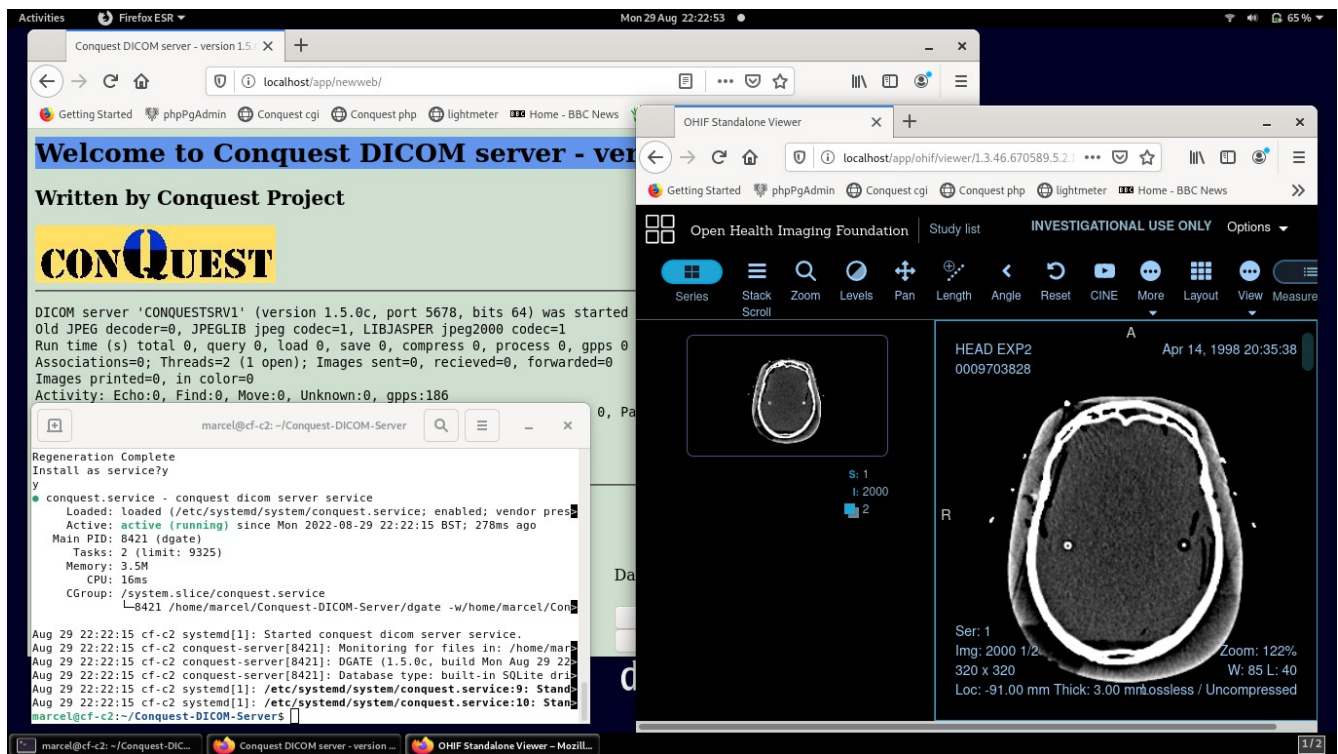 Activities Firefox ESR Mon 29 Aug 22:22:53 65 %
Conquest DICOM server - version 1.5.
localhost/app/newweb/
Getting Started phpPgAdmin Conquest cgi Conquest php lightmeter BBC Home - BBC News
Welcome to Conquest DICOM server - ver
Written by Conquest Project
CONQUEST
DICOM server 'CONQUESTSRV1' (version 1.5.0c, port 5678, bits 64) was started
Old JPEG decoder=0, JPEGLIB jpeg codec=1, LIBJASPER jpeg2000 codec=1
Run time (s) total 0, query 0, load 0, save 0, compress 0, process 0, gpps 0
Associations=0; Threads=2 (1 open); Images sent=0, recieved=0, forwarded=0
Images printed=0, in color=0
Activity: Echo:0, Find:0, Move:0, Unknown:0, gpps:186
0, Pa
Da
d
marcel@cf-c2: ~/Conquest-DICOM-Server
Regeneration Complete
Install as service?y
y
● conquest.service - conquest dicom server service
Loaded: loaded (/etc/systemd/system/conquest.service; enabled; vendor pres>
Active: active (running) since Mon 2022-08-29 22:22:15 BST; 278ms ago
Main PID: 8421 (dgate)
Tasks: 2 (limit: 9325)
Memory: 3.5M
CPU: 16ms
CGroup: /system.slice/conquest.service
└─8421 /home/marcel/Conquest-DICOM-Server/dgate -w/home/marcel/Con>
Aug 29 22:22:15 cf-c2 systemd[1]: Started conquest dicom server service.
Aug 29 22:22:15 cf-c2 conquest-server[8421]: Monitoring for files in: /home/mar>
Aug 29 22:22:15 cf-c2 conquest-server[8421]: DGATE (1.5.0c, build Mon Aug 29 22>
Aug 29 22:22:15 cf-c2 conquest-server[8421]: Database type: built-in SQLite dri>
Aug 29 22:22:15 cf-c2 systemd[1]: /etc/systemd/system/conquest.service:9: Stand>
Aug 29 22:22:15 cf-c2 systemd[1]: /etc/systemd/system/conquest.service:10: Stan>
marcel@cf-c2:~/Conquest-DICOM-Server$
OHIF Standalone Viewer
localhost/app/ohif/viewer/1.3.46.670589.5.2.1
Getting Started phpPgAdmin Conquest cgi Conquest php lightmeter BBC Home - BBC News
Open Health Imaging Foundation Study list INVESTIGATIONAL USE ONLY Options
Series Stack Scroll Zoom Levels Pan Length Angle Reset CINE More Layout View Measure
S: 1
I: 2000
2
A
HEAD EXP2 Apr 14, 1998 20:35:38
0009703828
R
Ser: 1
Img: 2000 1/2 Zoom: 122%
320 x 320 W: 85 L: 40
Loc: -91.00 mm Thick: 3.00 mm Lossless / Uncompressed
marcel@cf-c2: ~/Conquest-DIC... Conquest DICOM server - version ... OHIF Standalone Viewer – Mozill... 1/2